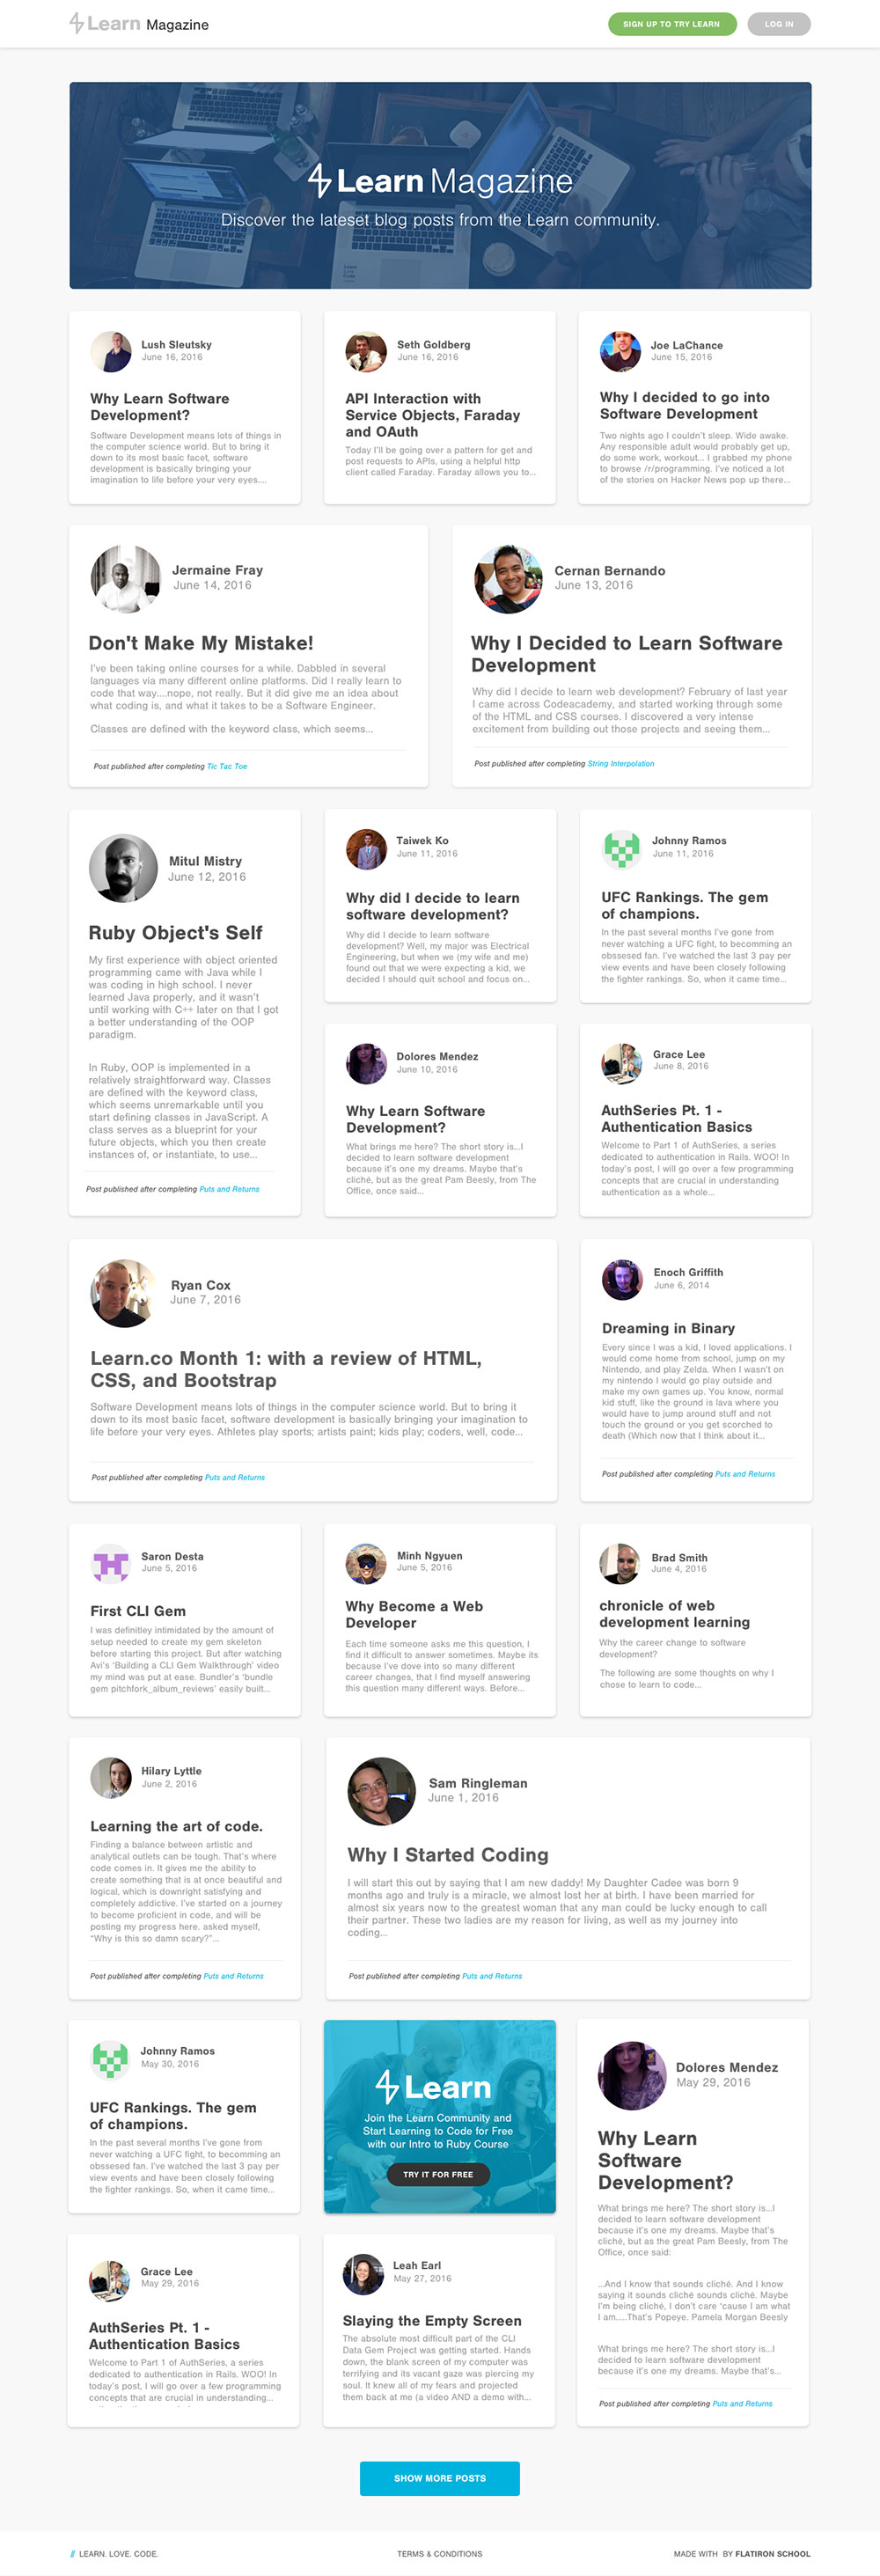 Learn Magazine
SIGN UP TO TRY LEARN
LOG IN
Learn Magazine
Discover the lateset blog posts from the Learn community.
Lush Sleutsky
June 16, 2016
Why Learn Software
Development?
Software Development means lots of things in
the computer science world. But to bring it
down to its most basic facet, software
development is basically bringing your
imagination to life before your very eyes....
Seth Goldberg
June 16, 2016
API Interaction with
Service Objects, Faraday
and OAuth
Today I'll be going over a pattern for get and
post requests to APIs, using a helpful http
client called Faraday. Faraday allows you to...
Joe LaChance
June 15, 2016
Why I decided to go into
Software Development
Two nights ago I couldn't sleep. Wide awake.
Any responsible adult would probably get up,
do some work, workout... I grabbed my phone
to browse /r/programming. I've noticed a lot
of the stories on Hacker News pop up there...
Jermaine Fray
June 14, 2016
Don't Make My Mistake!
I've been taking online courses for a while. Dabbled in several
languages via many different online platforms. Did I really learn to
code that way....nope, not really. But it did give me an idea about
what coding is, and what it takes to be a Software Engineer.
Classes are defined with the keyword class, which seems...
Post published after completing Tic Tac Toe
Cernan Bernando
June 13, 2016
Why I Decided to Learn Software
Development
Why did I decide to learn web development? February of last year
I came across Codeacademy, and started working through some
of the HTML and CSS courses. I discovered a very intense
excitement from building out those projects and seeing them...
Post published after completing String Interpolation
Mitul Mistry
June 12, 2016
Ruby Object's Self
My first experience with object oriented
programming came with Java while I
was coding in high school. I never
learned Java properly, and it wasn't
until working with C++ later on that I got
a better understanding of the OOP
paradigm.
In Ruby, OOP is implemented in a
relatively straightforward way. Classes
are defined with the keyword class,
which seems unremarkable until you
start defining classes in JavaScript. A
class serves as a blueprint for your
future objects, which you then create
instances of, or instantiate, to use...
Post published after completing Puts and Returns
Taiwek Ko
June 11, 2016
Why did I decide to learn
software development?
Why did I decide to learn software
development? Well, my major was Electrical
Engineering, but when we (my wife and me)
found out that we were expecting a kid, we
decided I should quit school and focus on...
Johnny Ramos
June 11, 2016
UFC Rankings. The gem
of champions.
In the past several months I've gone from
never watching a UFC fight, to becomming an
obssesed fan. I've watched the last 3 pay per
view events and have been closely following
the fighter rankings. So, when it came time...
Dolores Mendez
June 10, 2016
Why Learn Software
Development?
What brings me here? The short story is...I
decided to learn software development
because it's one my dreams. Maybe that's
cliché, but as the great Pam Beesly, from The
Office, once said...
Grace Lee
June 8, 2016
AuthSeries Pt. 1 -
Authentication Basics
Welcome to Part 1 of AuthSeries, a series
dedicated to authentication in Rails. WOO! In
today's post, I will go over a few programming
concepts that are crucial in understanding
authentication as a whole...
Ryan Cox
June 7, 2016
Learn.co Month 1: with a review of HTML,
CSS, and Bootstrap
Software Development means lots of things in the computer science world. But to bring it
down to its most basic facet, software development is basically bringing your imagination to
life before your very eyes. Athletes play sports; artists paint; kids play; coders, well, code...
Post published after completing Puts and Returns
Enoch Griffith
June 6, 2014
Dreaming in Binary
Every since I was a kid, I loved applications. I
would come home from school, jump on my
Nintendo, and play Zelda. When I wasn't on
my nintendo I would go play outside and
make my own games up. You know, normal
kid stuff, like the ground is lava where you
would have to jump around stuff and not
touch the ground or you get scorched to
death (Which now that I think about it...
Post published after completing Puts and Returns
Saron Desta
June 5, 2016
First CLI Gem
I was definitley intimidated by the amount of
setup needed to create my gem skeleton
before starting this project. But after watching
Avi's 'Building a CLI Gem Walkthrough' video
my mind was put at ease. Bundler's 'bundle
gem pitchfork_album_reviews' easily built...
Minh Ngyuen
June 5, 2016
Why Become a Web
Developer
Each time someone asks me this question, I
find it difficult to answer sometimes. Maybe its
because I've dove into so many different
career changes, that I find myself answering
this question many different ways. Before...
Brad Smith
June 4, 2016
chronicle of web
development learning
Why the career change to software
development?
The following are some thoughts on why I
chose to learn to code...
Hilary Lyttle
June 2, 2016
Learning the art of code.
Finding a balance between artistic and
analytical outlets can be tough. That's where
code comes in. It gives me the ability to
create something that is at once beautiful and
logical, which is downright satisfying and
completely addictive. I've started on a journey
to become proficient in code, and will be
posting my progress here. asked myself,
"Why is this so damn scary?"...
Post published after completing Puts and Returns
Sam Ringleman
June 1, 2016
Why I Started Coding
I will start this out by saying that I am new daddy! My Daughter Cadee was born 9
months ago and truly is a miracle, we almost lost her at birth. I have been married for
almost six years now to the greatest woman that any man could be lucky enough to call
their partner. These two ladies are my reason for living, as well as my journey into
coding...
Post published after completing Puts and Returns
Johnny Ramos
May 30, 2016
UFC Rankings. The gem
of champions.
In the past several months I've gone from
never watching a UFC fight, to becomming an
obssesed fan. I've watched the last 3 pay per
view events and have been closely following
the fighter rankings. So, when it came time...
Learn
Join the Learn Community and
Start Learning to Code for Free
with our Intro to Ruby Course
TRY IT FOR FREE
Dolores Mendez
May 29, 2016
Why Learn
Software
Development?
What brings me here? The short story is...I
decided to learn software development
because it's one my dreams. Maybe that's
cliché, but as the great Pam Beesly, from The
Office, once said:
...And I know that sounds cliché. And I know
saying it sounds cliché sounds cliché. Maybe
I'm being cliché, I don't care 'cause I am what
I am.....That's Popeye. Pamela Morgan Beesly
What brings me here? The short story is...I
decided to learn software development
because it's one my dreams. Maybe that's...
Post published after completing Puts and Returns
Grace Lee
May 29, 2016
AuthSeries Pt. 1 -
Authentication Basics
Welcome to Part 1 of AuthSeries, a series
dedicated to authentication in Rails. WOO! In
today's post, I will go over a few programming
concepts that are crucial in understanding...
Leah Earl
May 27, 2016
Slaying the Empty Screen
The absolute most difficult part of the CLI
Data Gem Project was getting started. Hands
down, the blank screen of my computer was
terrifying and its vacant gaze was piercing my
soul. It knew all of my fears and projected
them back at me (a video AND a demo with...
SHOW MORE POSTS
// LEARN. LOVE. CODE.
TERMS & CONDITIONS
MADE WITH BY FLATIRON SCHOOL